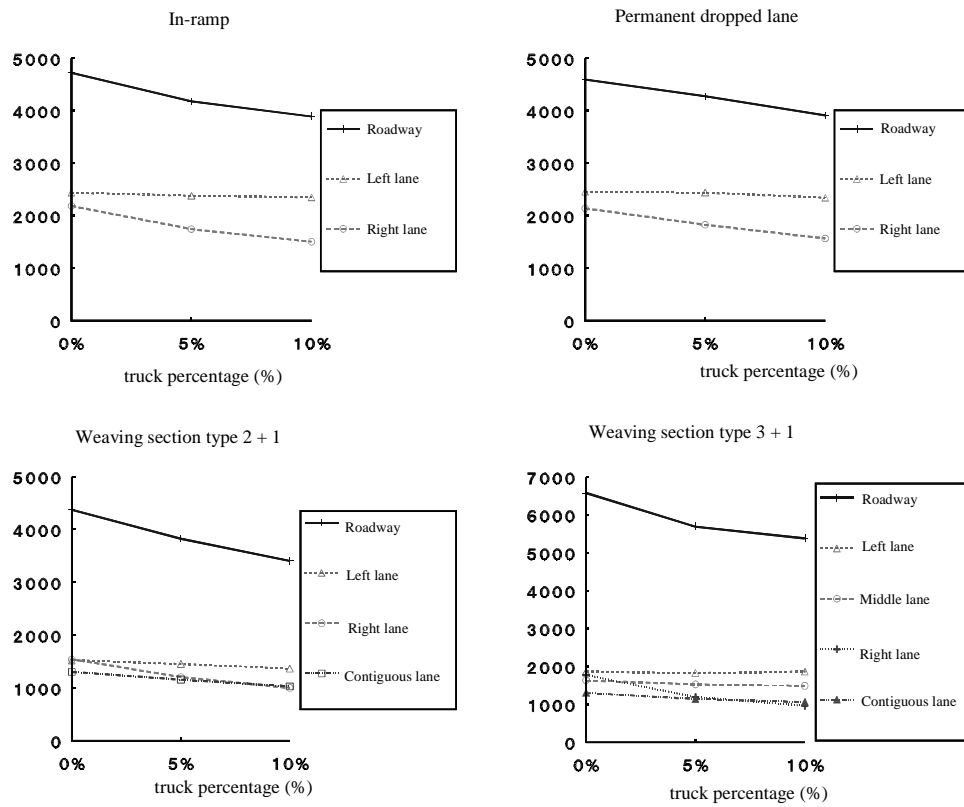 In-ramp
5000
4000
3000
2000
1000
0
0% 5% 10%
truck percentage (%)
Roadway
Left lane
Right lane
Permanent dropped lane
5000
4000
3000
2000
1000
0
0% 5% 10%
truck percentage (%)
Roadway
Left lane
Right lane
Weaving section type 2 + 1
5000
4000
3000
2000
1000
0
0% 5% 10%
truck percentage (%)
Roadway
Left lane
Right lane
Contiguous lane
Weaving section type 3 + 1
7000
6000
5000
4000
3000
2000
1000
0
0% 5% 10%
truck percentage (%)
Roadway
Left lane
Middle lane
Right lane
Contiguous lane